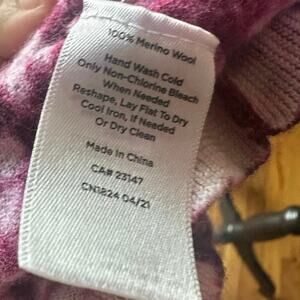 100% Merino Wool
Hand Wash Cold
Only Non-Chlorine Bleach
When Needed
Reshape, Lay Flat To Dry
Cool Iron, If Needed
Or Dry Clean
Made in China
CA# 23147
CN1824 04/21